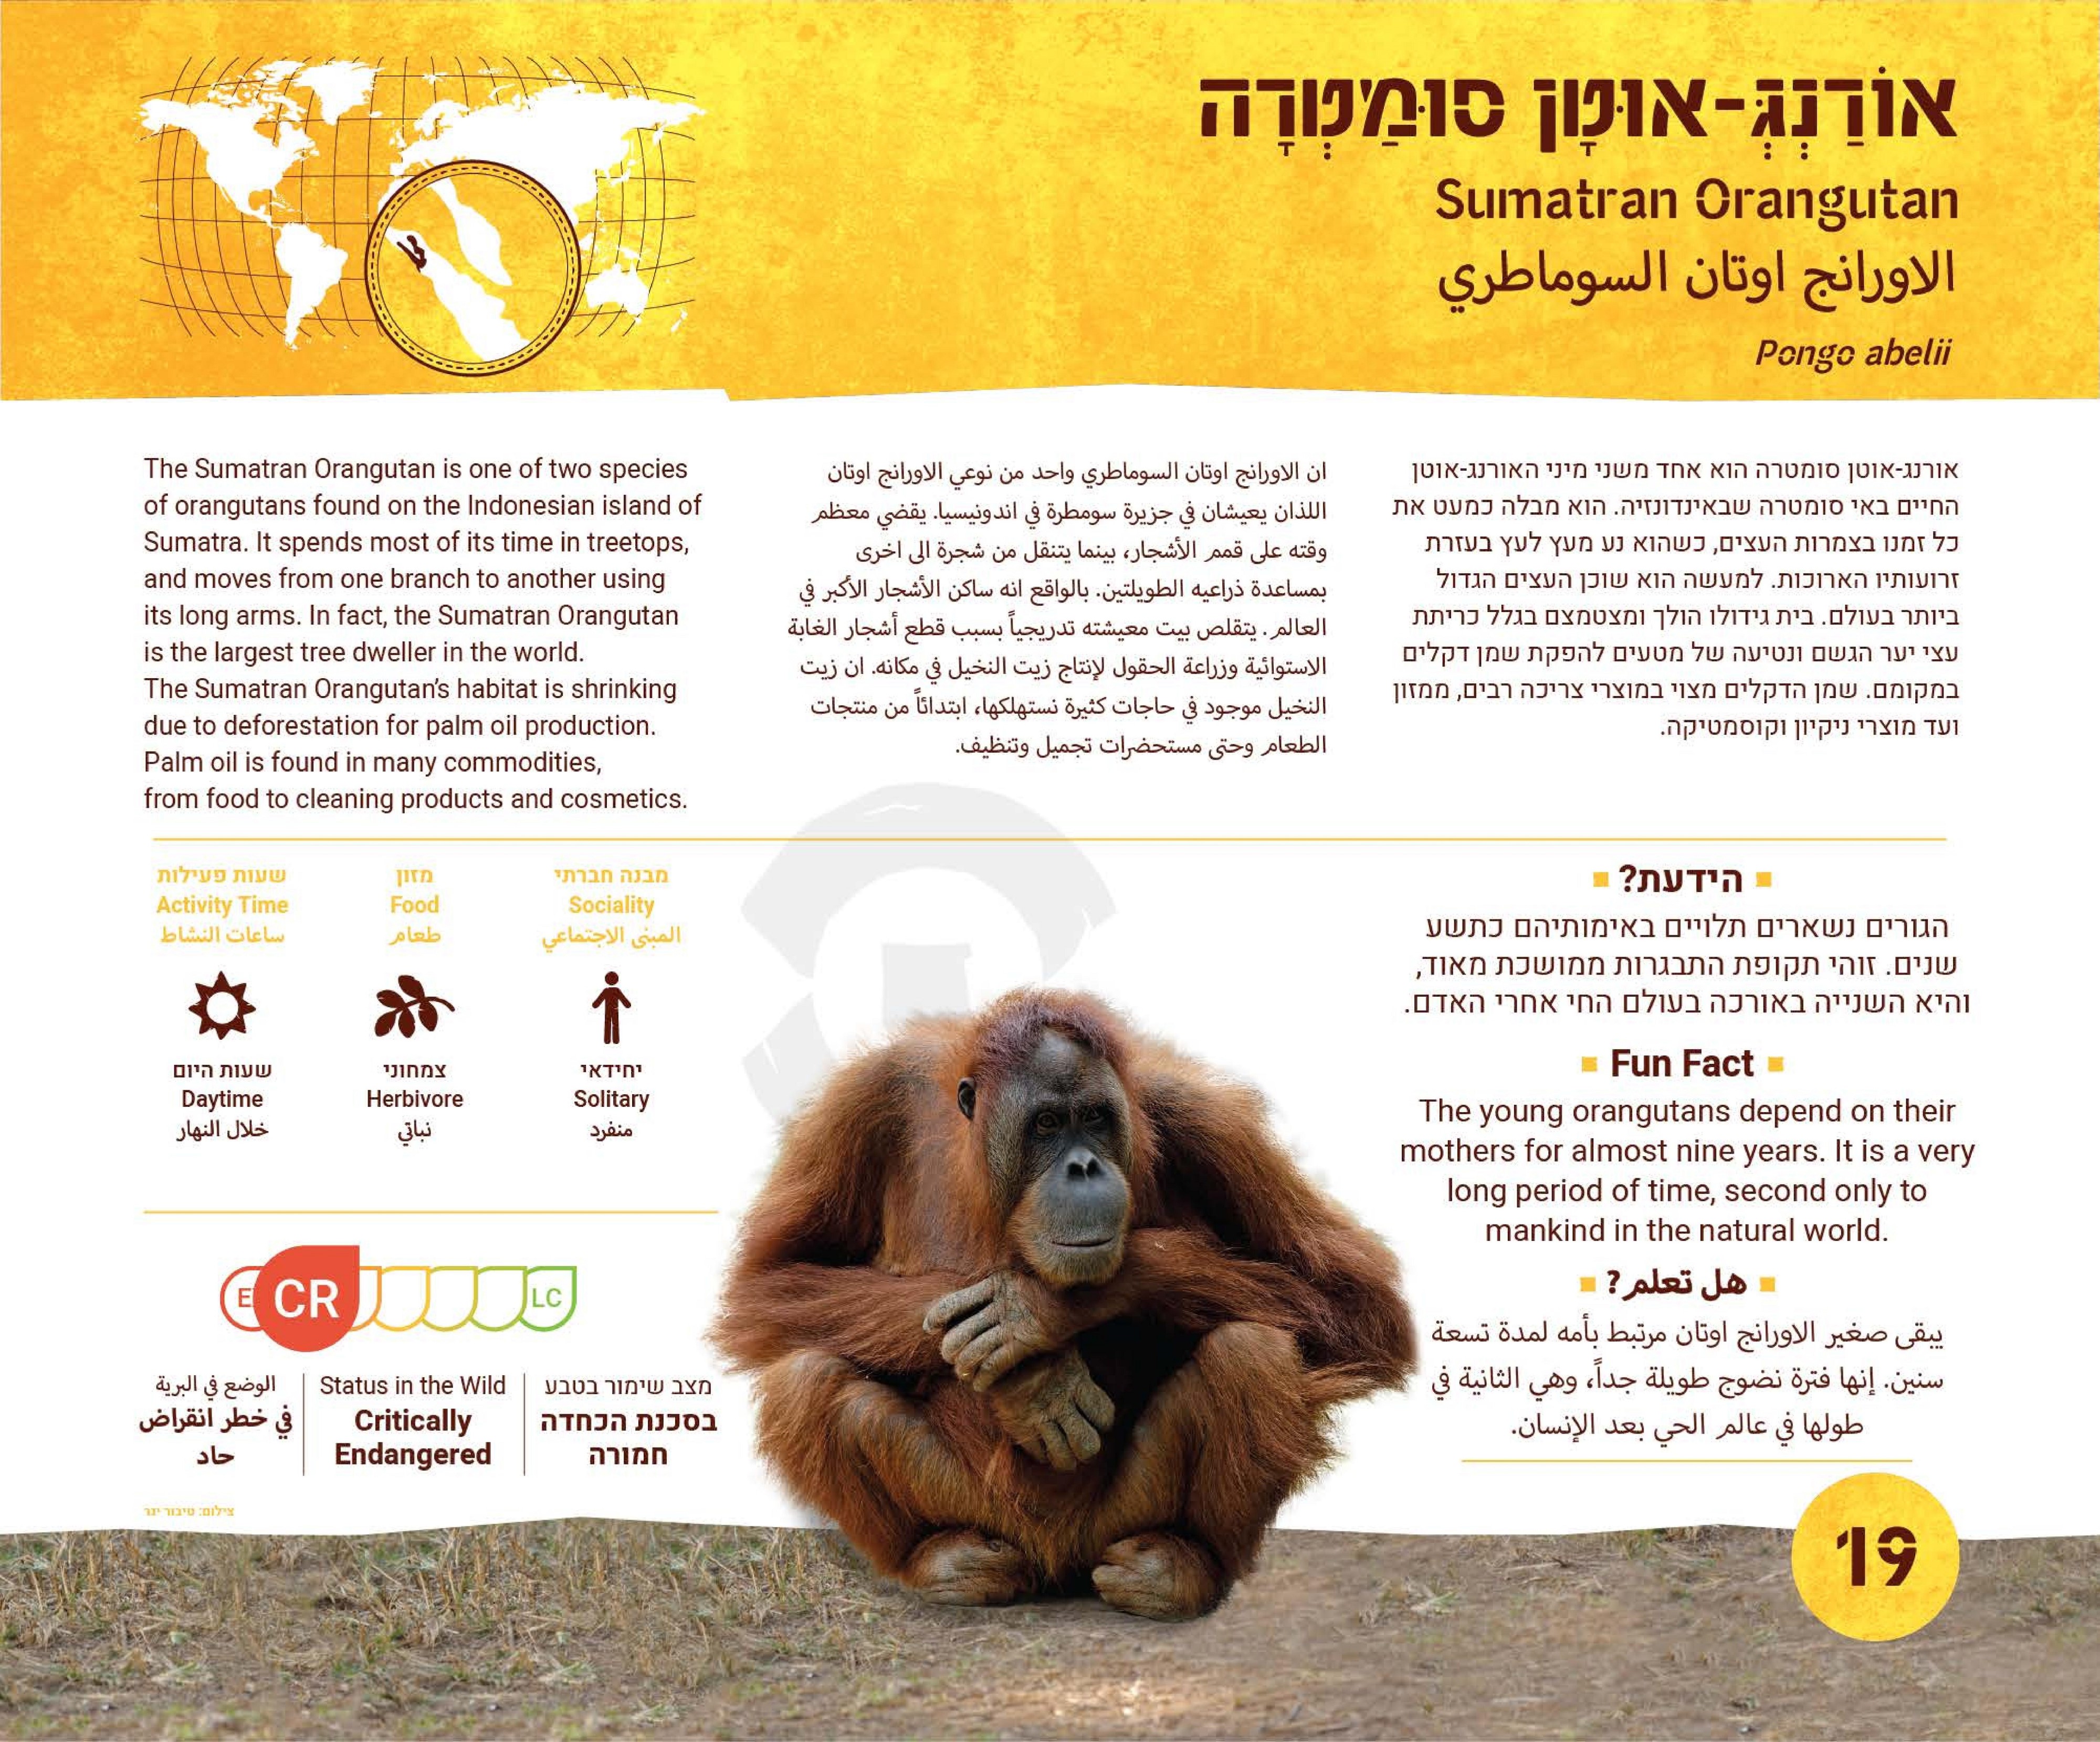 אוֹרַנְגְּ-אוּטָן סוּמַטְרָה
Sumatran Orangutan
الاورانج اوتان السوماطري
Pongo abelii
The Sumatran Orangutan is one of two species
of orangutans found on the Indonesian island of
Sumatra. It spends most of its time in treetops,
and moves from one branch to another using
its long arms. In fact, the Sumatran Orangutan
is the largest tree dweller in the world.
The Sumatran Orangutan's habitat is shrinking
due to deforestation for palm oil production.
Palm oil is found in many commodities,
from food to cleaning products and cosmetics.
ان الاورانج اوتان السوماطري واحد من نوعي الاورانج اوتان
اللذان يعيشان في جزيرة سومطرة في اندونيسيا. يقضي معظم
وقته على قمم الأشجار، بينما يتنقل من شجرة الى اخرى
بمساعدة ذراعيه الطويلتين. بالواقع انه ساكن الأشجار الأكبر في
العالم. يتقلص بيت معيشته تدريجياً بسبب قطع أشجار الغابة
الاستوائية وزراعة الحقول لإنتاج زيت النخيل في مكانه. ان زيت
النخيل موجود في حاجات كثيرة نستهلكها، ابتدائاً من منتجات
الطعام وحتى مستحضرات تجميل وتنظيف.
אורנג-אוטן סומטרה הוא אחד משני מיני האורנג-אוטן
החיים באי סומטרה שבאינדונזיה. הוא מבלה כמעט את
כל זמנו בצמרות העצים, כשהוא נע מעץ לעץ בעזרת
זרועותיו הארוכות. למעשה הוא שוכן העצים הגדול
ביותר בעולם. בית גידולו הולך ומצטמצם בגלל כריתת
עצי יער הגשם ונטיעה של מטעים להפקת שמן דקלים
במקומם. שמן הדקלים מצוי במוצרי צריכה רבים, ממזון
ועד מוצרי ניקיון וקוסמטיקה.
שעות פעילות
Activity Time
ساعات النشاط
שעות היום
Daytime
خلال النهار
מזון
Food
طعام
צמחוני
Herbivore
نباتي
מבנה חברתי
Sociality
المبنى الاجتماعي
יחידאי
Solitary
منفرد
E CR LC
الوضع في البرية
في خطر انقراض
حاد
Status in the Wild
Critically
Endangered
מצב שימור בטבע
בסכנת הכחדה
חמורה
צילום: טיבור יגר
הידעת?
הגורים נשארים תלויים באימותיהם כתשע
שנים. זוהי תקופת התבגרות ממושכת מאוד,
והיא השנייה באורכה בעולם החי אחרי האדם.
Fun Fact
The young orangutans depend on their
mothers for almost nine years. It is a very
long period of time, second only to
mankind in the natural world.
هل تعلم?
يبقى صغير الاورانج اوتان مرتبط بأمه لمدة تسعة
سنين. إنها فترة نضوج طويلة جداً، وهي الثانية في
طولها في عالم الحي بعد الإنسان.
19